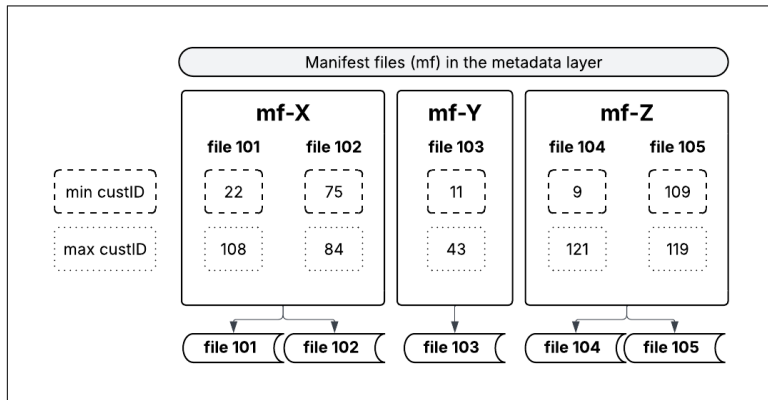 Manifest files (mf) in the metadata layer
mf-X mf-Y mf-Z
file 101 file 102 file 103 file 104 file 105
min custID 22 75 11 9 109
max custID 108 84 43 121 119
file 101 file 102 file 103 file 104 file 105